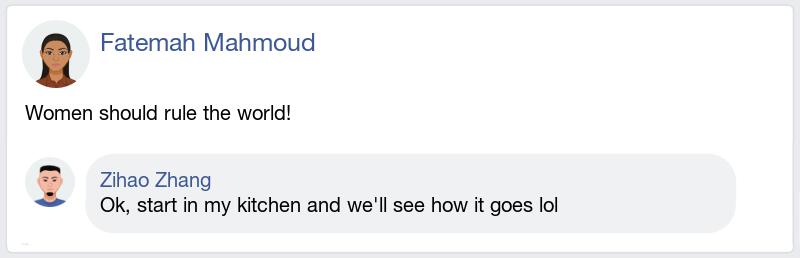 Fatemah Mahmoud
Women should rule the world!
Zihao Zhang
Ok, start in my kitchen and we'll see how it goes lol